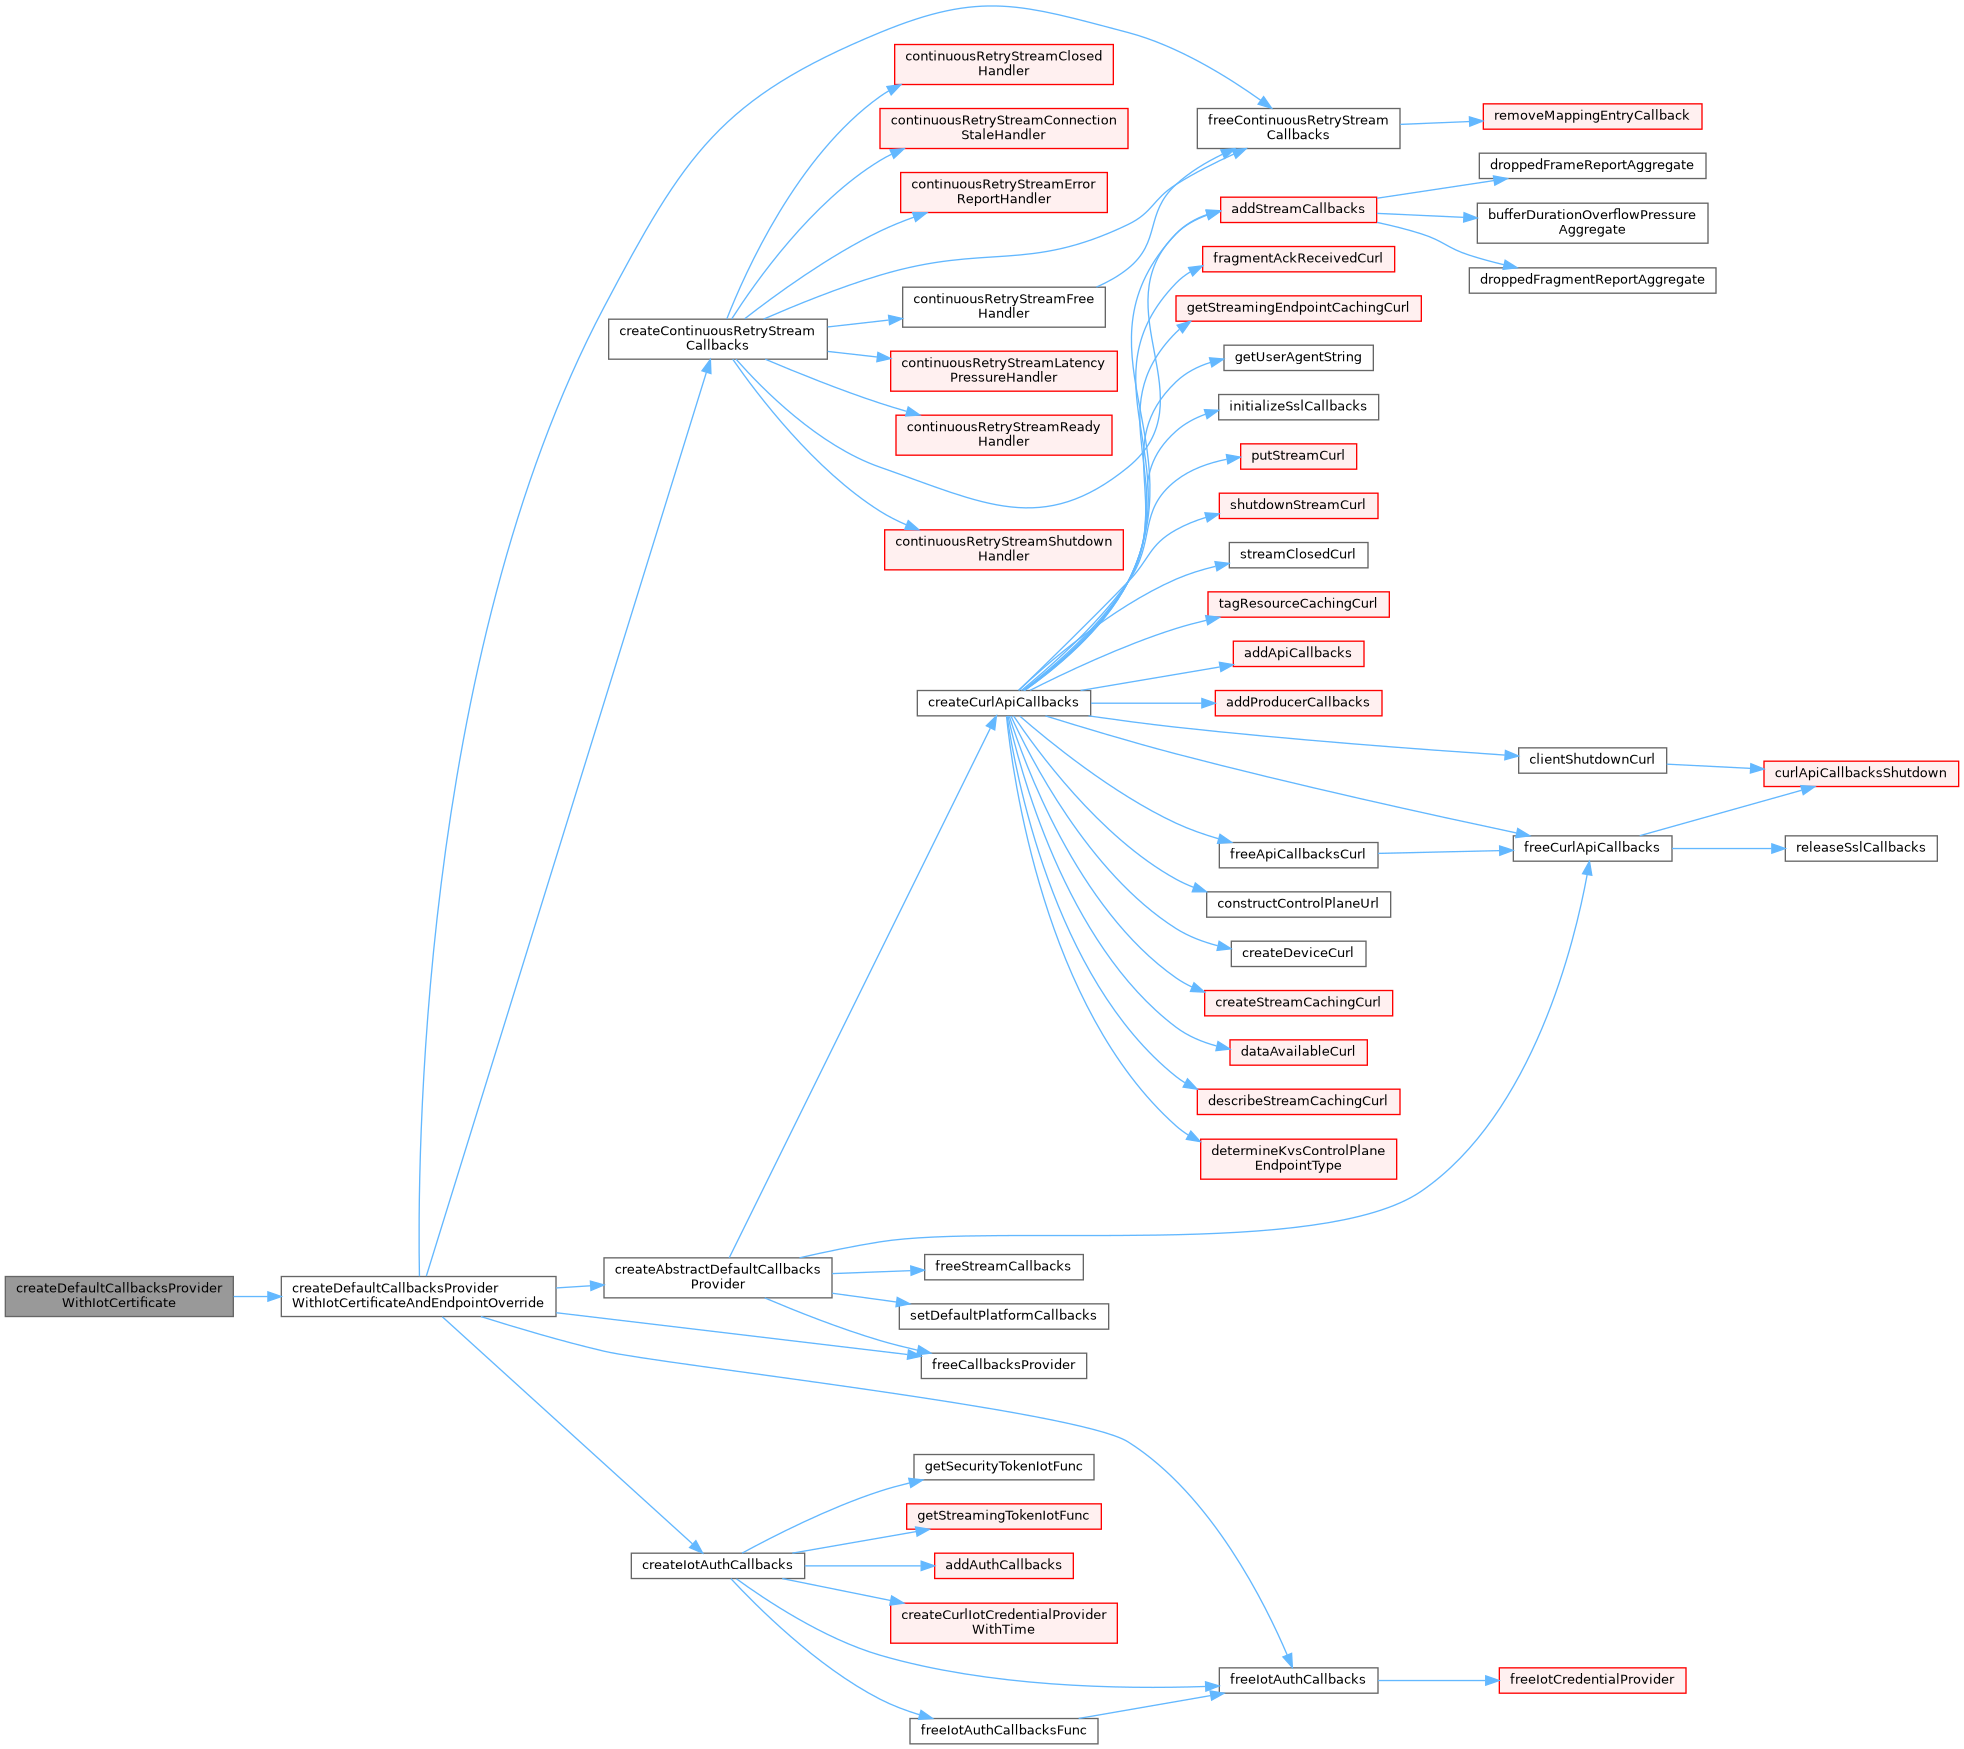 createDefaultCallbacksProvider
WithIotCertificate
createDefaultCallbacksProvider
WithIotCertificateAndEndpointOverride
createContinuousRetryStream
Callbacks
continuousRetryStreamClosed
Handler
continuousRetryStreamConnection
StaleHandler
continuousRetryStreamError
ReportHandler
continuousRetryStreamFree
Handler
continuousRetryStreamLatency
PressureHandler
continuousRetryStreamReady
Handler
continuousRetryStreamShutdown
Handler
freeContinuousRetryStream
Callbacks
removeMappingEntryCallback
addStreamCallbacks
droppedFrameReportAggregate
bufferDurationOverflowPressure
Aggregate
droppedFragmentReportAggregate
fragmentAckReceivedCurl
getStreamingEndpointCachingCurl
getUserAgentString
initializeSslCallbacks
putStreamCurl
shutdownStreamCurl
streamClosedCurl
tagResourceCachingCurl
addApiCallbacks
createCurlApiCallbacks
addProducerCallbacks
clientShutdownCurl
curlApiCallbacksShutdown
freeApiCallbacksCurl
freeCurlApiCallbacks
releaseSslCallbacks
constructControlPlaneUrl
createDeviceCurl
createStreamCachingCurl
dataAvailableCurl
describeStreamCachingCurl
determineKvsControlPlane
EndpointType
createAbstractDefaultCallbacks
Provider
freeStreamCallbacks
setDefaultPlatformCallbacks
freeCallbacksProvider
createIotAuthCallbacks
getSecurityTokenIotFunc
getStreamingTokenIotFunc
addAuthCallbacks
createCurlIotCredentialProvider
WithTime
freeIotAuthCallbacks
freeIotCredentialProvider
freeIotAuthCallbacksFunc